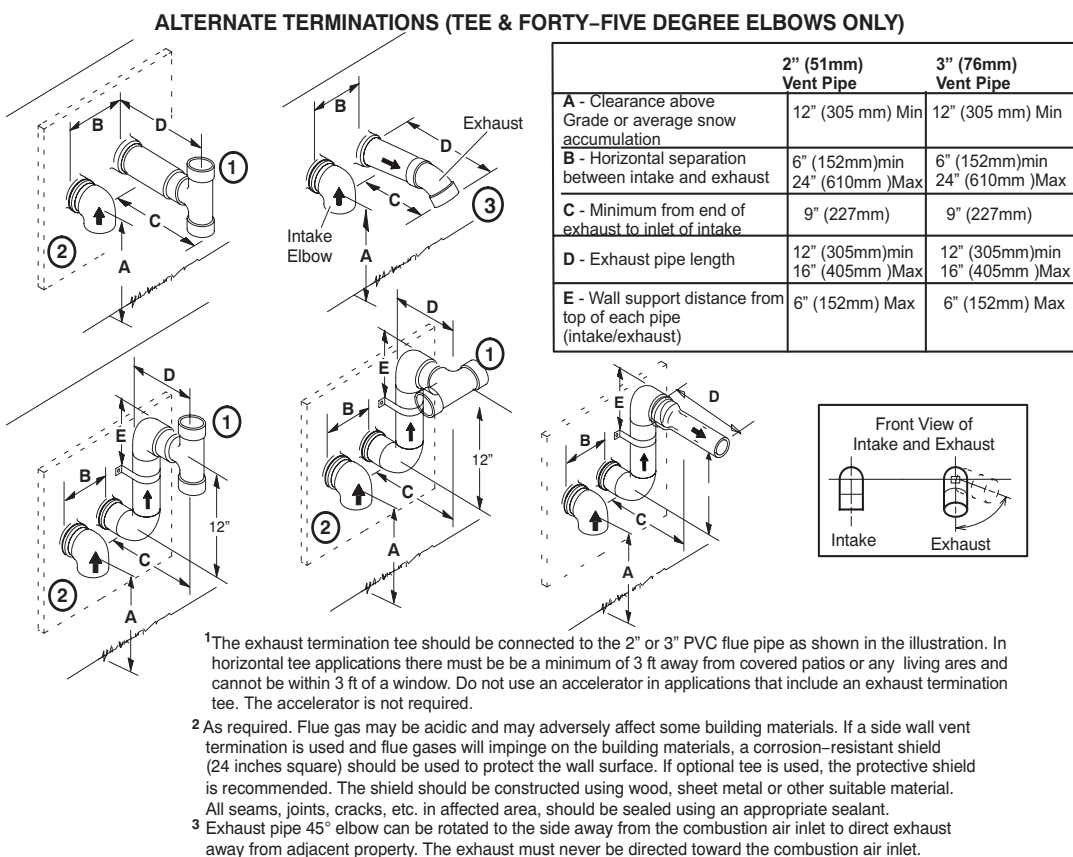 ALTERNATE TERMINATIONS (TEE & FORTY–FIVE DEGREE ELBOWS ONLY)
B
D
1
2
C
A
B
Exhaust
D
C
3
Intake
Elbow
A
2” (51mm)
Vent Pipe
3” (76mm)
Vent Pipe
A - Clearance above
Grade or average snow
accumulation
12” (305 mm) Min
12” (305 mm) Min
B - Horizontal separation
between intake and exhaust
6” (152mm)min
24” (610mm )Max
6” (152mm)min
24” (610mm )Max
C - Minimum from end of
exhaust to inlet of intake
9” (227mm)
9” (227mm)
D - Exhaust pipe length
12” (305mm)min
16” (405mm )Max
12” (305mm)min
16” (405mm )Max
E - Wall support distance from
top of each pipe
(intake/exhaust)
6” (152mm) Max
6” (152mm) Max
D
1
E
B
12”
C
2
A
D
1
E
B
12”
C
2
A
E
D
B
C
A
Front View of
Intake and Exhaust
Intake
Exhaust
1The exhaust termination tee should be connected to the 2” or 3” PVC flue pipe as shown in the illustration. In
horizontal tee applications there must be be a minimum of 3 ft away from covered patios or any living ares and
cannot be within 3 ft of a window. Do not use an accelerator in applications that include an exhaust termination
tee. The accelerator is not required.
2 As required. Flue gas may be acidic and may adversely affect some building materials. If a side wall vent
termination is used and flue gases will impinge on the building materials, a corrosion–resistant shield
(24 inches square) should be used to protect the wall surface. If optional tee is used, the protective shield
is recommended. The shield should be constructed using wood, sheet metal or other suitable material.
All seams, joints, cracks, etc. in affected area, should be sealed using an appropriate sealant.
3 Exhaust pipe 45° elbow can be rotated to the side away from the combustion air inlet to direct exhaust
away from adjacent property. The exhaust must never be directed toward the combustion air inlet.